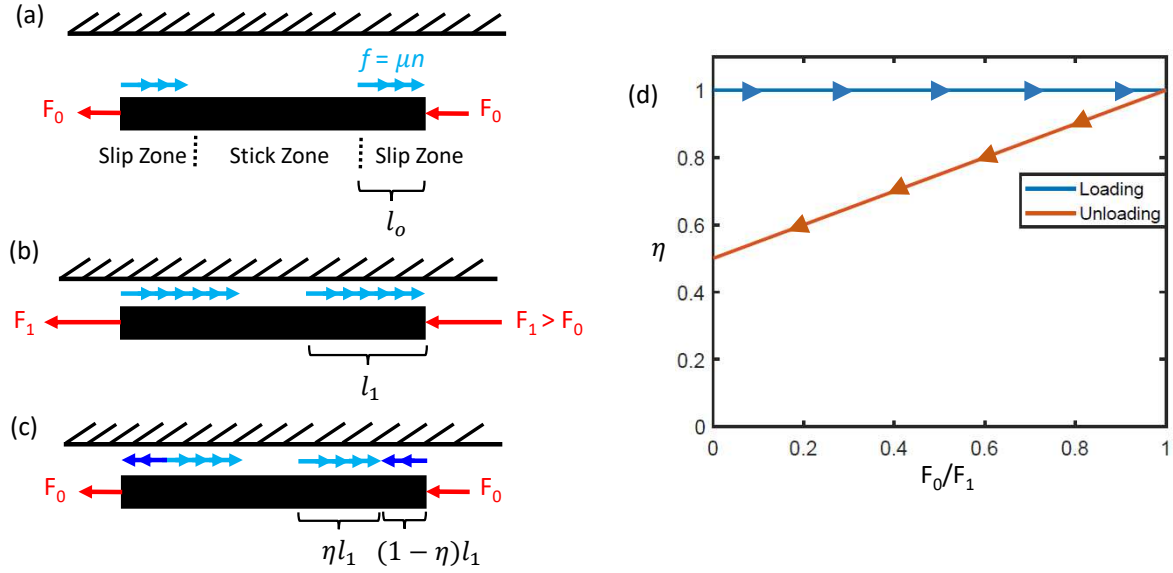 (a)
f = μn
F0
F0
Slip Zone
Stick Zone
Slip Zone
lo
(b)
F1
F1 > F0
l1
(c)
F0
F0
ηl1
(1 − η)l1
(d)
η
1
0.8
0.6
0.4
0.2
0
Loading
Unloading
0
0.2
0.4
0.6
0.8
1
F0/F1